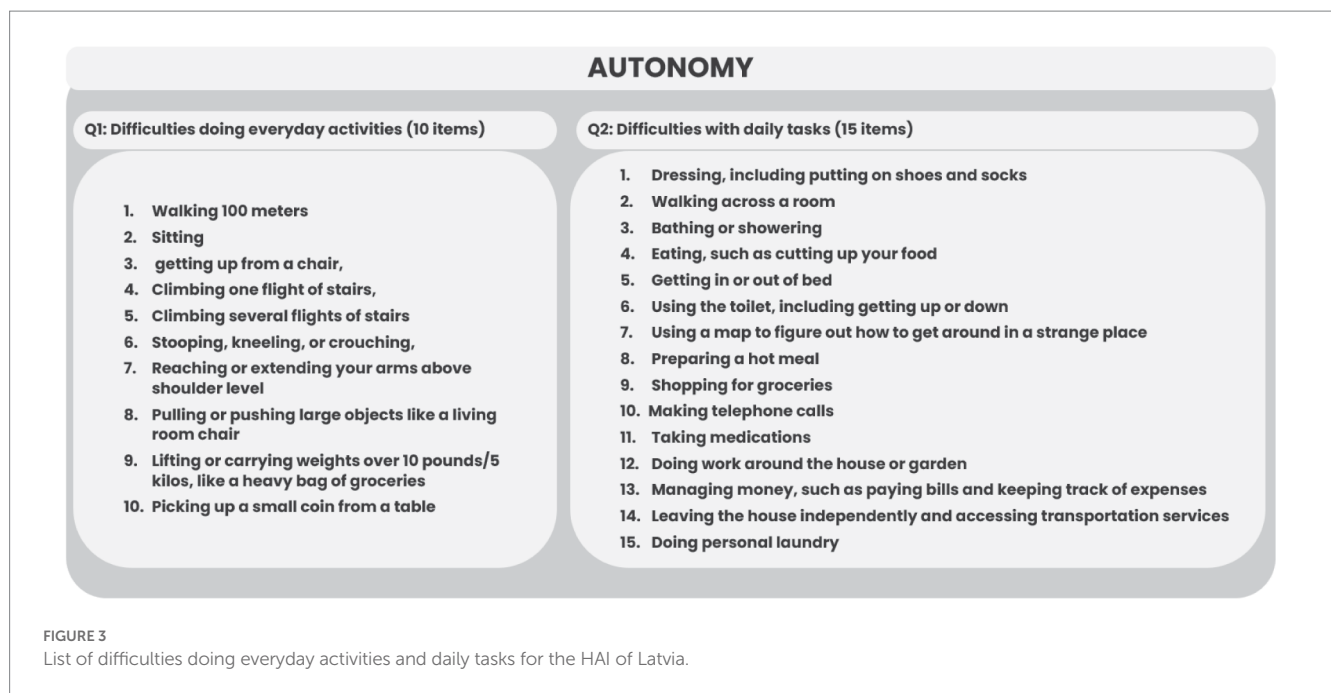 AUTONOMY
Q1: Difficulties doing everyday activities (10 items)
1. Walking 100 meters
2. Sitting
3. getting up from a chair,
4. Climbing one flight of stairs,
5. Climbing several flights of stairs
6. Stooping, kneeling, or crouching,
7. Reaching or extending your arms above
shoulder level
8. Pulling or pushing large objects like a living
room chair
9. Lifting or carrying weights over 10 pounds/5
kilos, like a heavy bag of groceries
10. Picking up a small coin from a table
Q2: Difficulties with daily tasks (15 items)
1. Dressing, including putting on shoes and socks
2. Walking across a room
3. Bathing or showering
4. Eating, such as cutting up your food
5. Getting in or out of bed
6. Using the toilet, including getting up or down
7. Using a map to figure out how to get around in a strange place
8. Preparing a hot meal
9. Shopping for groceries
10. Making telephone calls
11. Taking medications
12. Doing work around the house or garden
13. Managing money, such as paying bills and keeping track of expenses
14. Leaving the house independently and accessing transportation services
15. Doing personal laundry
FIGURE 3
List of difficulties doing everyday activities and daily tasks for the HAI of Latvia.